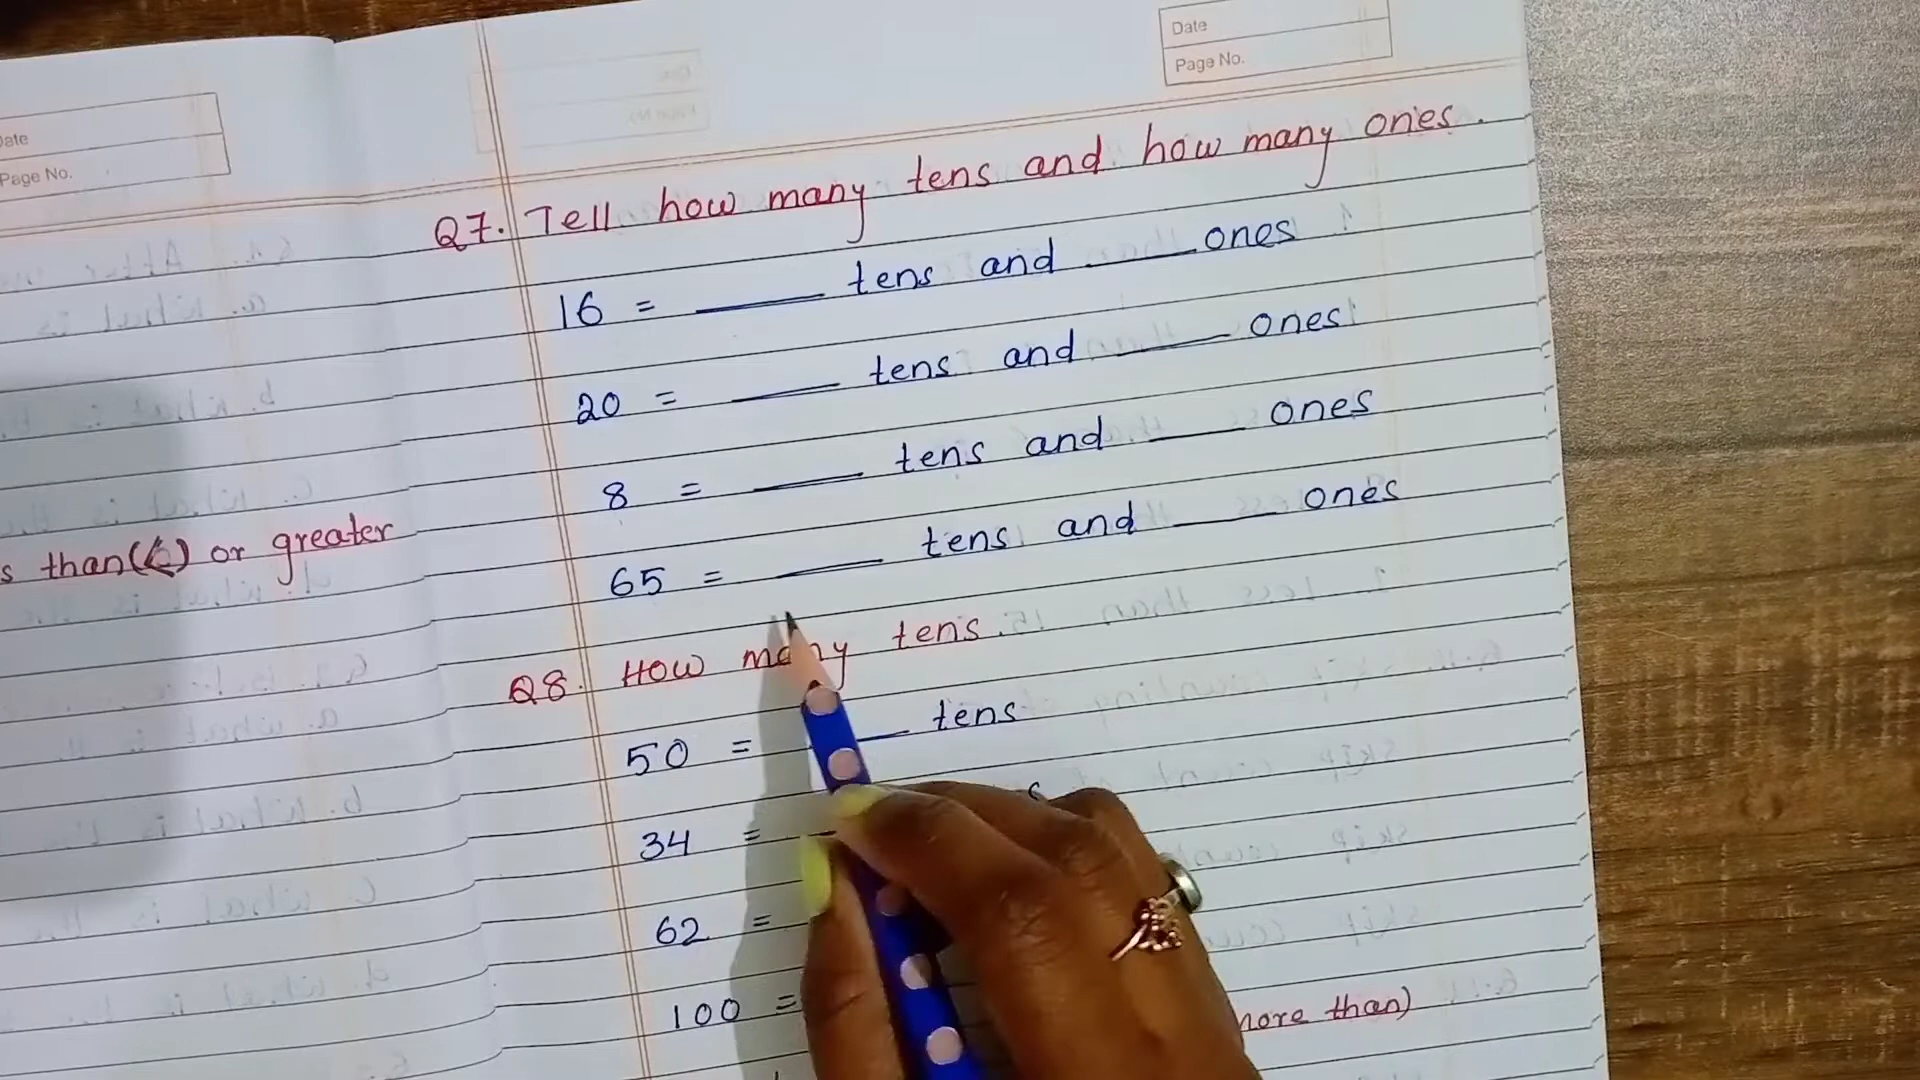 Date
Page No.
Date
Page No.
s than(<) or greater
Q7. Tell how many tens and how many ones.
16 = ____ tens and ____ ones
20 = ____ tens and ____ ones
8 = ____ tens and ____ ones
65 = ____ tens and ____ ones
Q8. How many tens.
50 = ____ tens
34 =
62 =
100 =
more than)